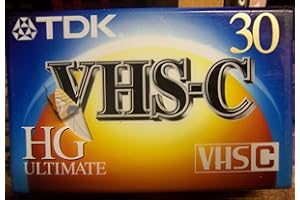 TDK 30
VHS-C
HG
ULTIMATE
VHS C